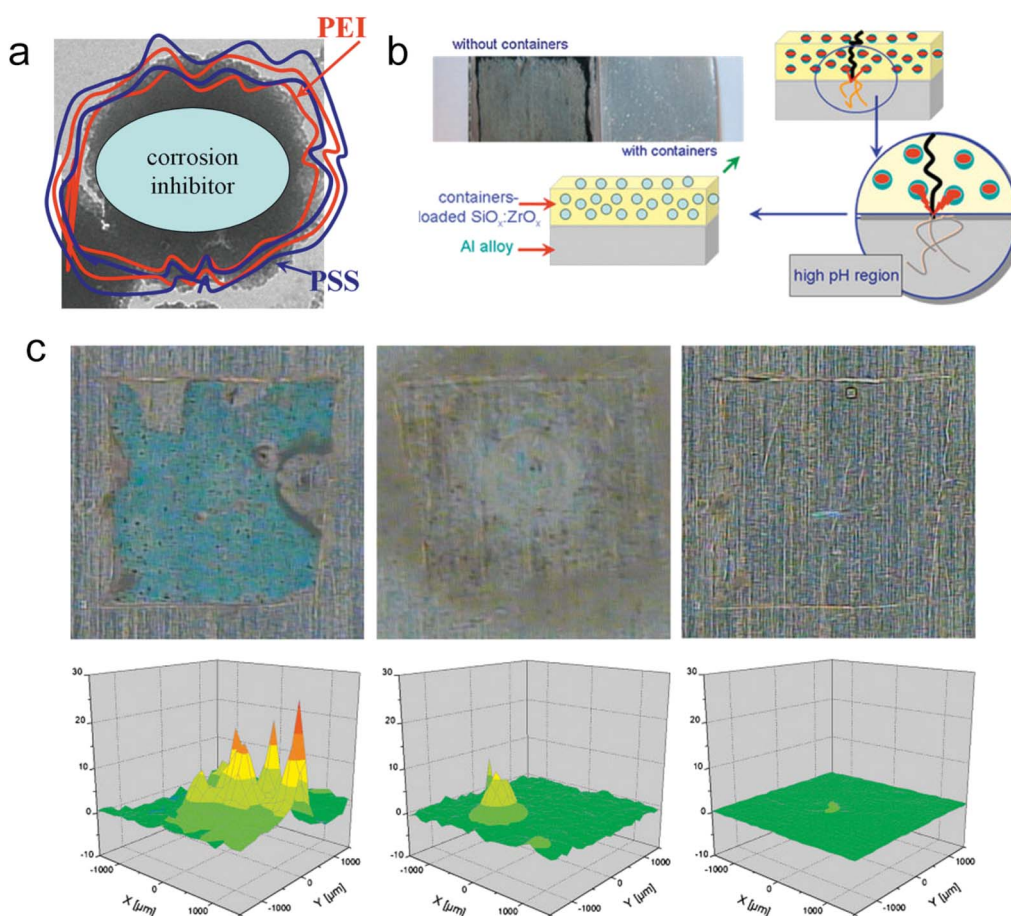 a
PEI
corrosion
inhibitor
PSS
b
without containers
with containers
containers-
loaded SiOₓ:ZrOₓ
Al alloy
high pH region
c
30
20
10
0
-10
-1000
0
1000
X [µm]
-1000
0
1000
Y [µm]
30
20
10
0
-10
-1000
0
1000
X [µm]
-1000
0
1000
Y [µm]
30
20
10
0
-10
-1000
0
1000
X [µm]
-1000
0
1000
Y [µm]